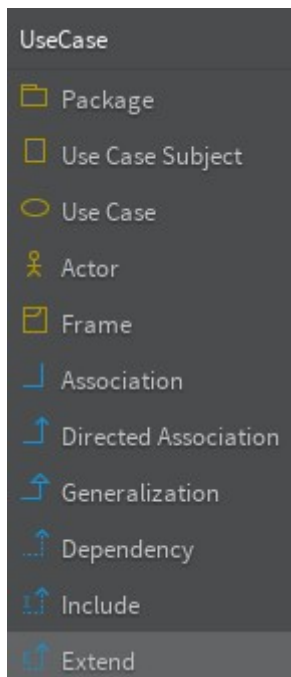 UseCase
Package
Use Case Subject
Use Case
Actor
Frame
Association
Directed Association
Generalization
Dependency
Include
Extend